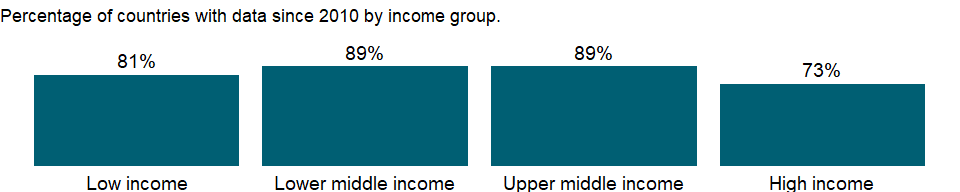 Percentage of countries with data since 2010 by income group.
81%
89%
89%
73%
Low income
Lower middle income
Upper middle income
High income